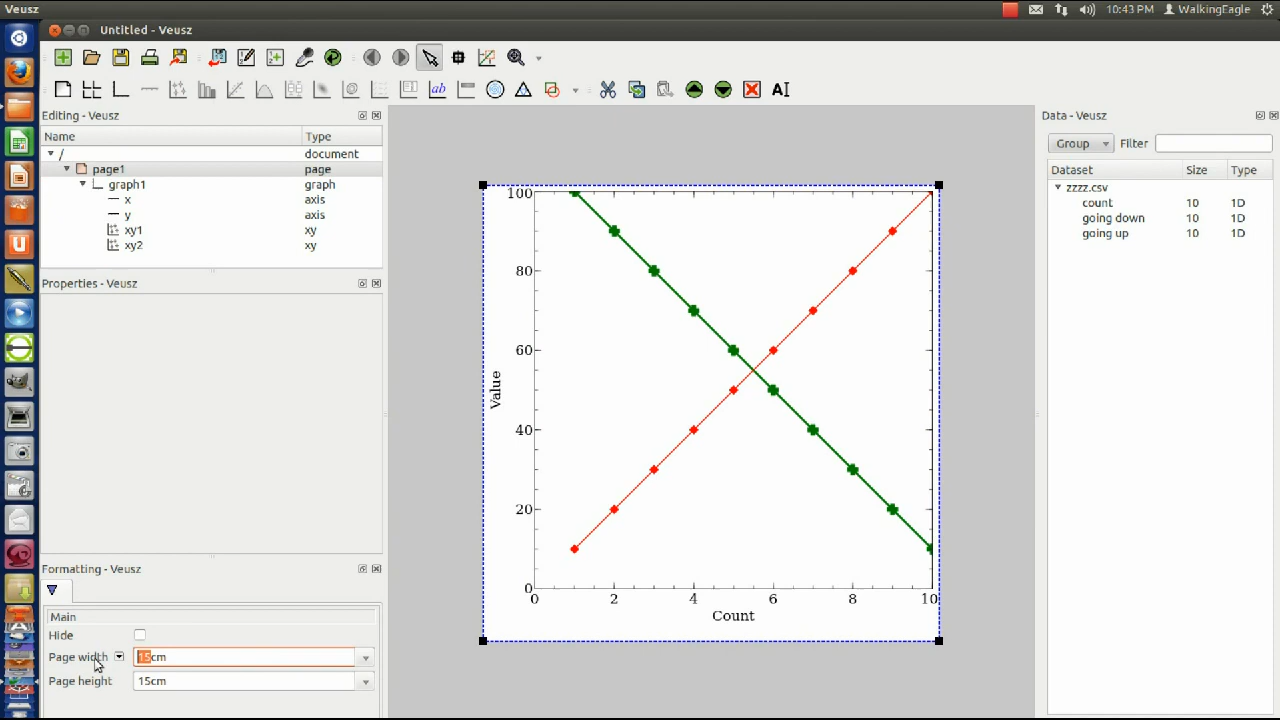 Veusz
10:43 PM
WalkingEagle
Untitled - Veusz
ab
AI
Editing - Veusz
Name Type
/ document
page1 page
graph1 graph
x axis
y axis
xy1 xy
xy2 xy
Properties - Veusz
Formatting - Veusz
Main
Hide
Page width 15cm
Page height 15cm
100
80
60
40
20
0
Value
0 2 4 6 8 10
Count
Data - Veusz
Group Filter
Dataset Size Type
zzzz.csv
count 10 1D
going down 10 1D
going up 10 1D